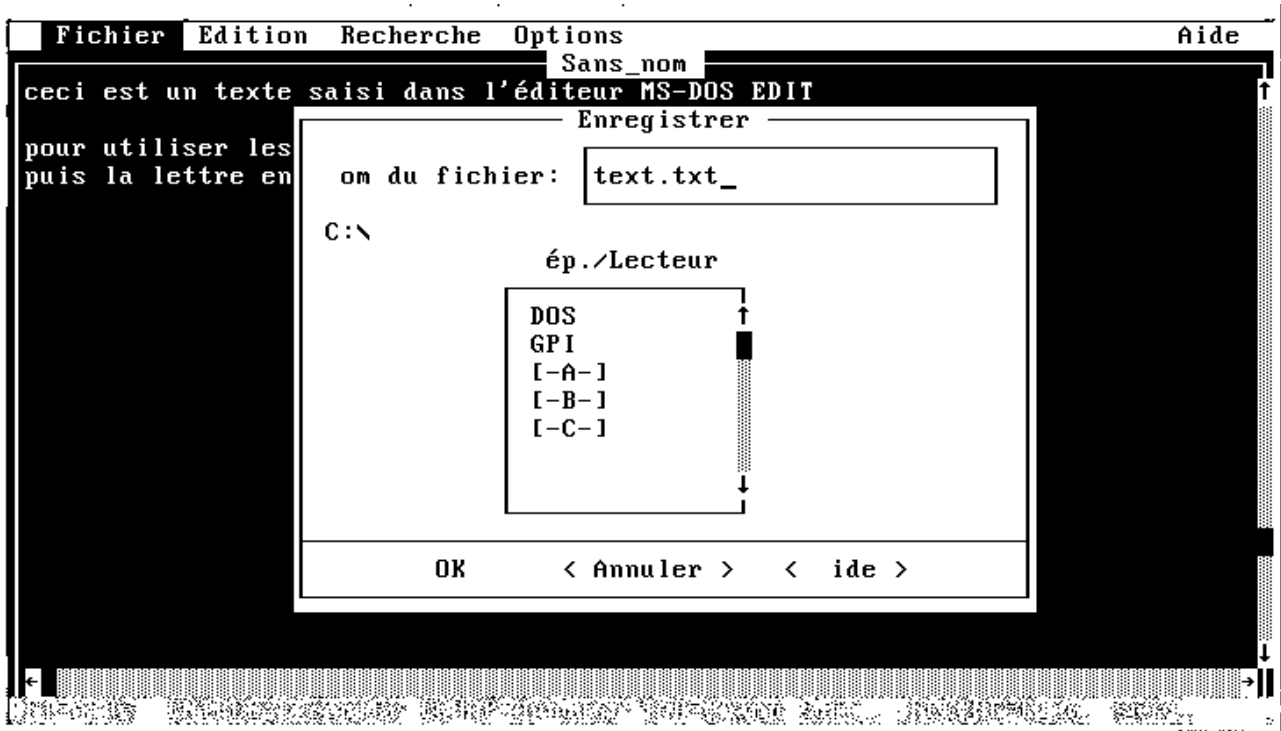 Fichier Edition Recherche Options Aide
Sans_nom
ceci est un texte saisi dans l'éditeur MS-DOS EDIT
pour utiliser les
puis la lettre en
Enregistrer
om du fichier: text.txt_
C:\
ép./Lecteur
DOS
GPI
[-A-]
[-B-]
[-C-]
OK < Annuler > < ide >